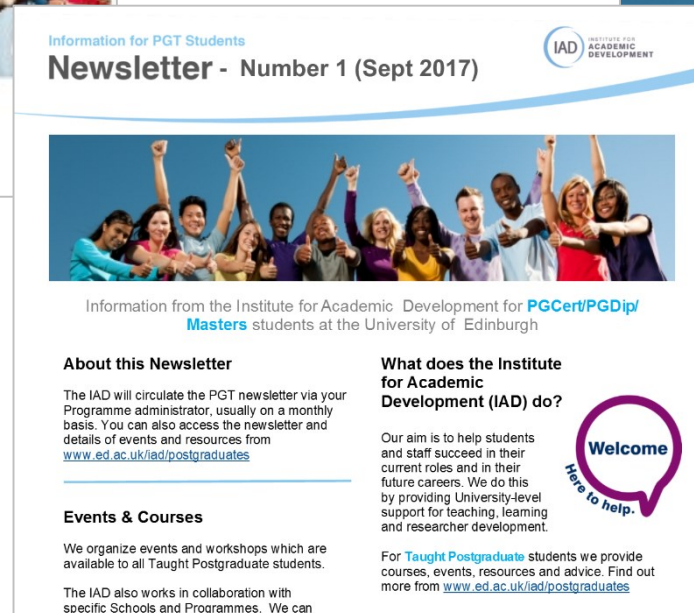 Information for PGT Students
Newsletter - Number 1 (Sept 2017)
IAD
INSTITUTE FOR
ACADEMIC
DEVELOPMENT
Information from the Institute for Academic Development for PGCert/PGDip/
Masters students at the University of Edinburgh
About this Newsletter
The IAD will circulate the PGT newsletter via your
Programme administrator, usually on a monthly
basis. You can also access the newsletter and
details of events and resources from
www.ed.ac.uk/iad/postgraduates
Events & Courses
We organize events and workshops which are
available to all Taught Postgraduate students.
The IAD also works in collaboration with
specific Schools and Programmes. We can
What does the Institute
for Academic
Development (IAD) do?
Our aim is to help students
and staff succeed in their
current roles and in their
future careers. We do this
by providing University-level
support for teaching, learning
and researcher development.
Welcome
Here to help.
For Taught Postgraduate students we provide
courses, events, resources and advice. Find out
more from www.ed.ac.uk/iad/postgraduates